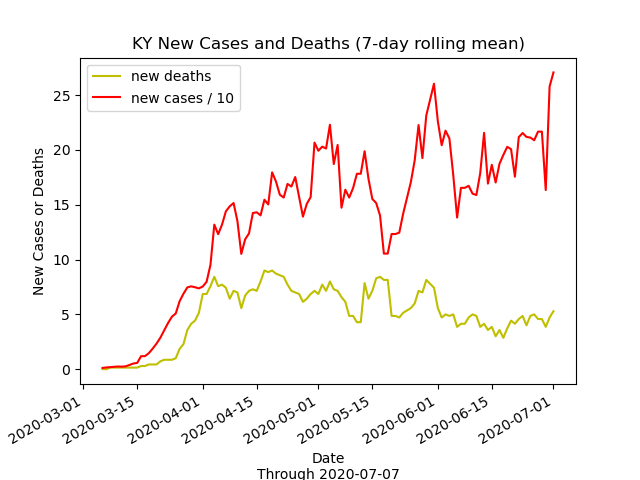 KY New Cases and Deaths (7-day rolling mean)
new deaths
new cases / 10
New Cases or Deaths
25
20
15
10
5
0
2020-03-01
2020-03-15
2020-04-01
2020-04-15
2020-05-01
2020-05-15
2020-06-01
2020-06-15
2020-07-01
Date
Through 2020-07-07